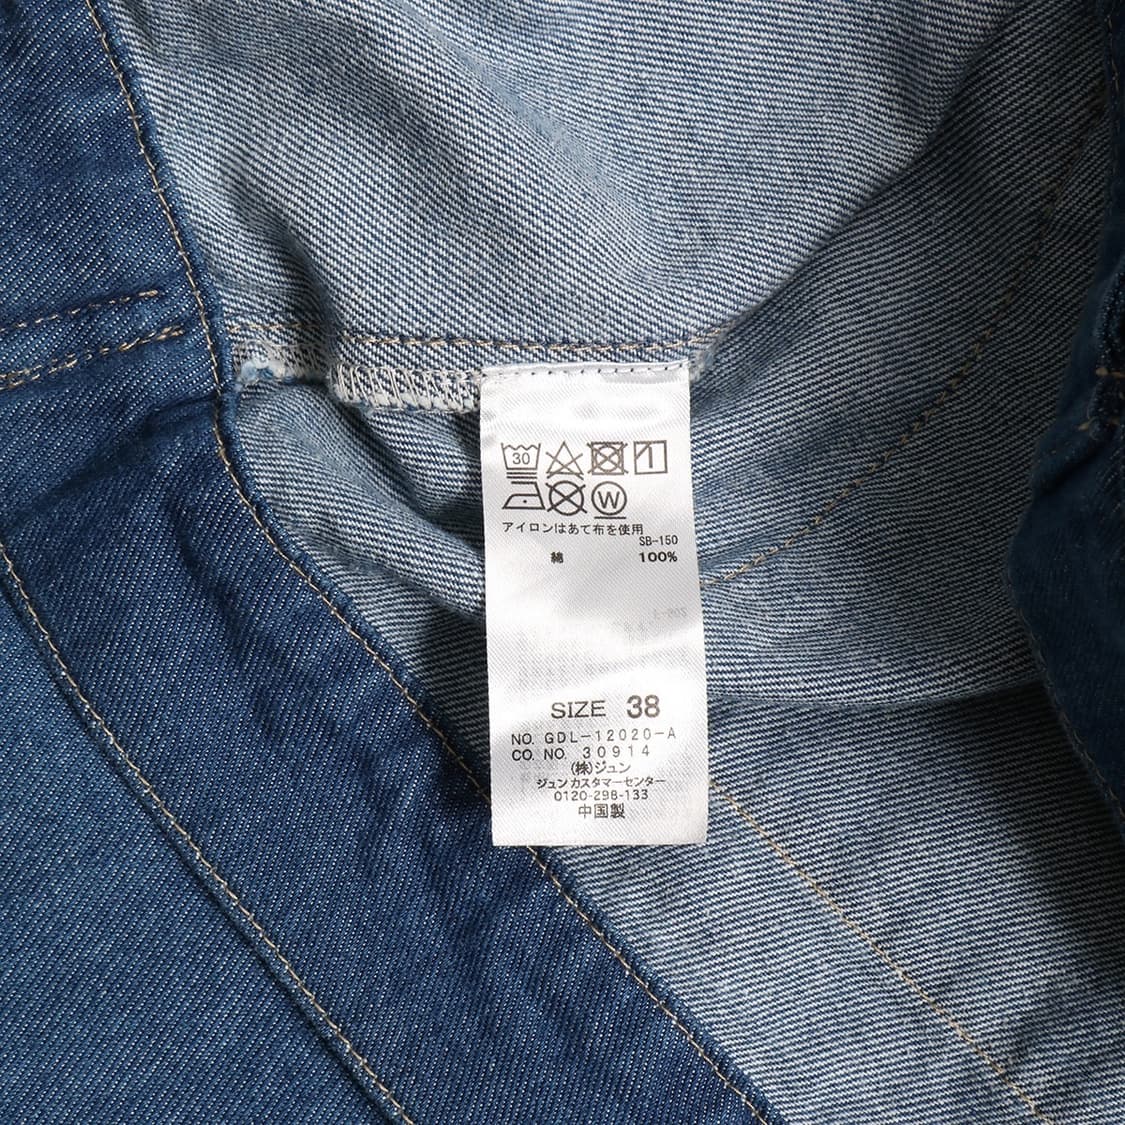 30
W
アイロンはあて布を使用
SB-150
綿 100%
SIZE 38
NO. GDL-12020-A
CO. NO. 30914
(株)ジュン
ジュンカスタマーセンター
0120-298-133
中国製